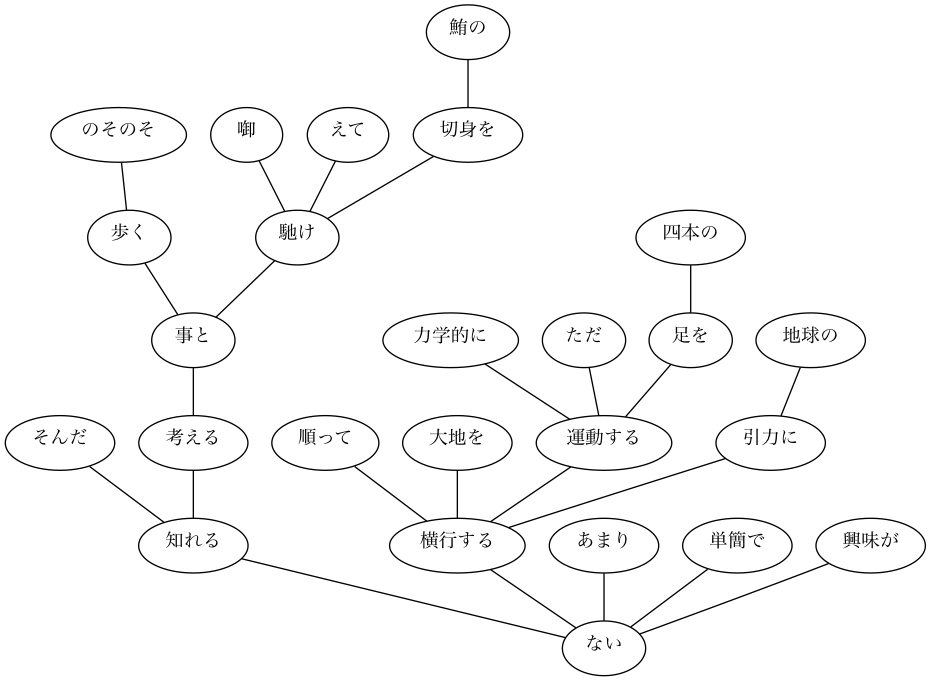 鮪の
のそのそ
啣
えて
切身を
歩く
馳け
四本の
事と
力学的に
ただ
足を
地球の
そんだ
考える
順って
大地を
運動する
引力に
知れる
横行する
あまり
単簡で
興味が
ない